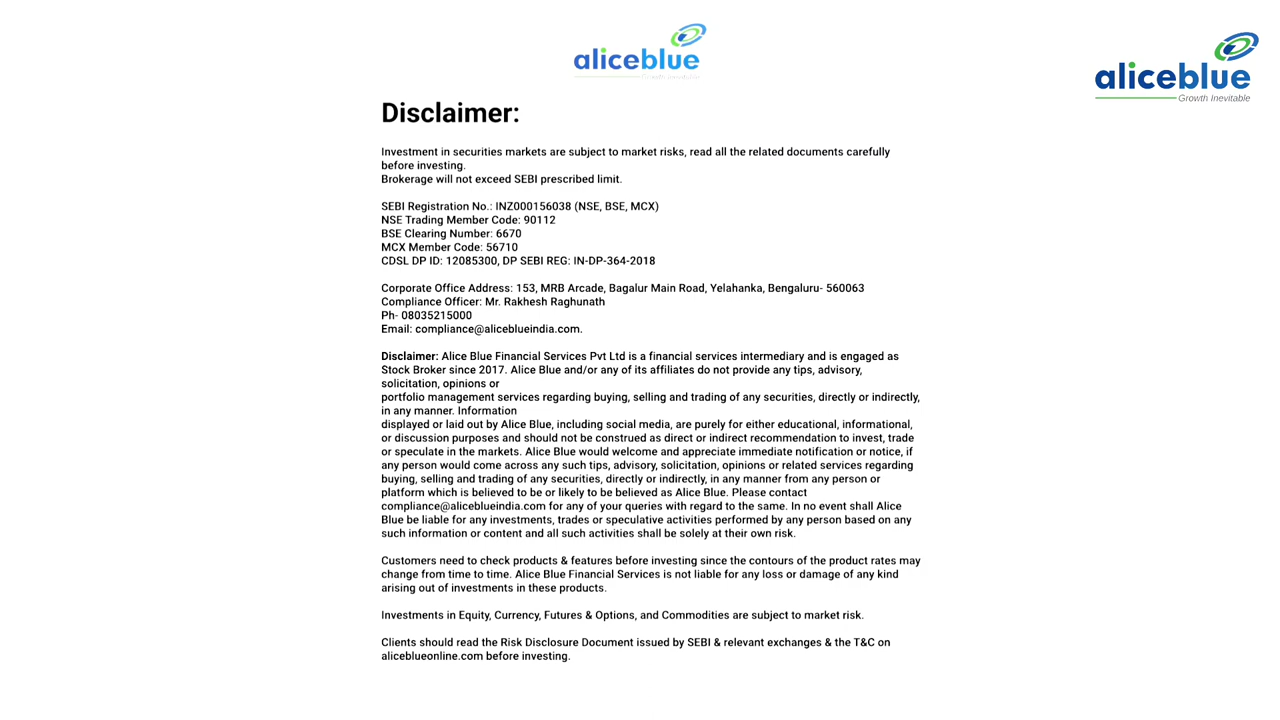 aliceblue
Growth Inevitable
aliceblue
Growth Inevitable
Disclaimer:
Investment in securities markets are subject to market risks, read all the related documents carefully
before investing.
Brokerage will not exceed SEBI prescribed limit.
SEBI Registration No.: INZ000156038 (NSE, BSE, MCX)
NSE Trading Member Code: 90112
BSE Clearing Number: 6670
MCX Member Code: 56710
CDSL DP ID: 12085300, DP SEBI REG: IN-DP-364-2018
Corporate Office Address: 153, MRB Arcade, Bagalur Main Road, Yelahanka, Bengaluru- 560063
Compliance Officer: Mr. Rakhesh Raghunath
Ph- 08035215000
Email: compliance@aliceblueindia.com.
Disclaimer: Alice Blue Financial Services Pvt Ltd is a financial services intermediary and is engaged as
Stock Broker since 2017. Alice Blue and/or any of its affiliates do not provide any tips, advisory,
solicitation, opinions or
portfolio management services regarding buying, selling and trading of any securities, directly or indirectly,
in any manner. Information
displayed or laid out by Alice Blue, including social media, are purely for either educational, informational,
or discussion purposes and should not be construed as direct or indirect recommendation to invest, trade
or speculate in the markets. Alice Blue would welcome and appreciate immediate notification or notice, if
any person would come across any such tips, advisory, solicitation, opinions or related services regarding
buying, selling and trading of any securities, directly or indirectly, in any manner from any person or
platform which is believed to be or likely to be believed as Alice Blue. Please contact
compliance@aliceblueindia.com for any of your queries with regard to the same. In no event shall Alice
Blue be liable for any investments, trades or speculative activities performed by any person based on any
such information or content and all such activities shall be solely at their own risk.
Customers need to check products & features before investing since the contours of the product rates may
change from time to time. Alice Blue Financial Services is not liable for any loss or damage of any kind
arising out of investments in these products.
Investments in Equity, Currency, Futures & Options, and Commodities are subject to market risk.
Clients should read the Risk Disclosure Document issued by SEBI & relevant exchanges & the T&C on
aliceblueonline.com before investing.